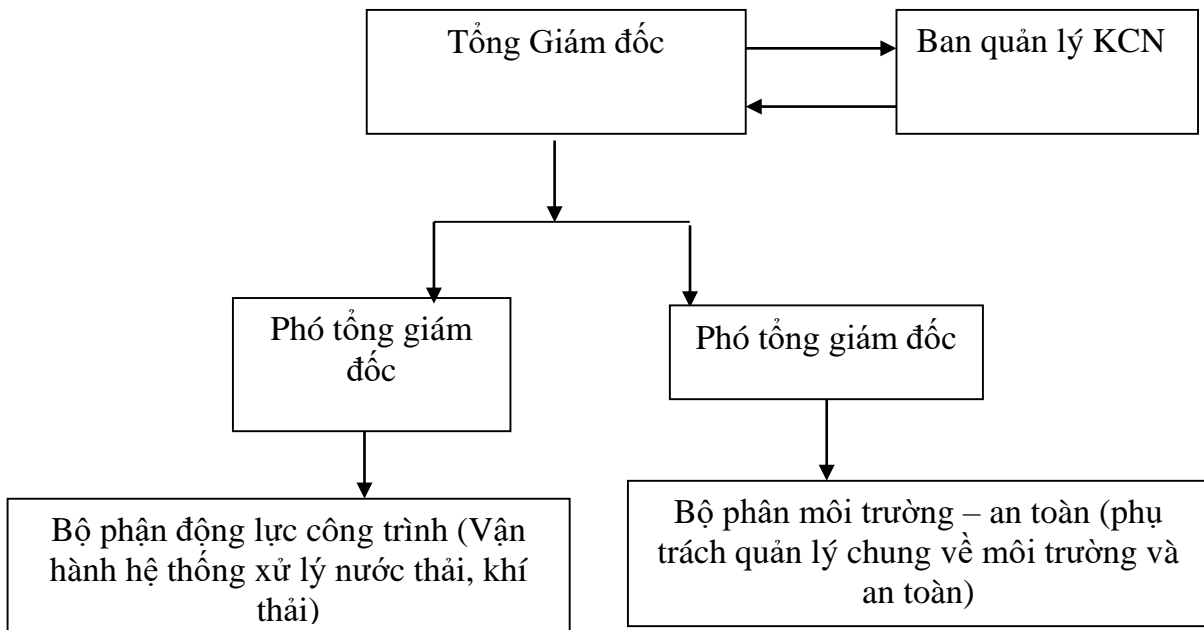 Tổng Giám đốc
Ban quản lý KCN
Phó tổng giám
đốc
Phó tổng giám đốc
Bộ phận động lực công trình (Vận
hành hệ thống xử lý nước thải, khí
thải)
Bộ phân môi trường – an toàn (phụ
trách quản lý chung về môi trường và
an toàn)